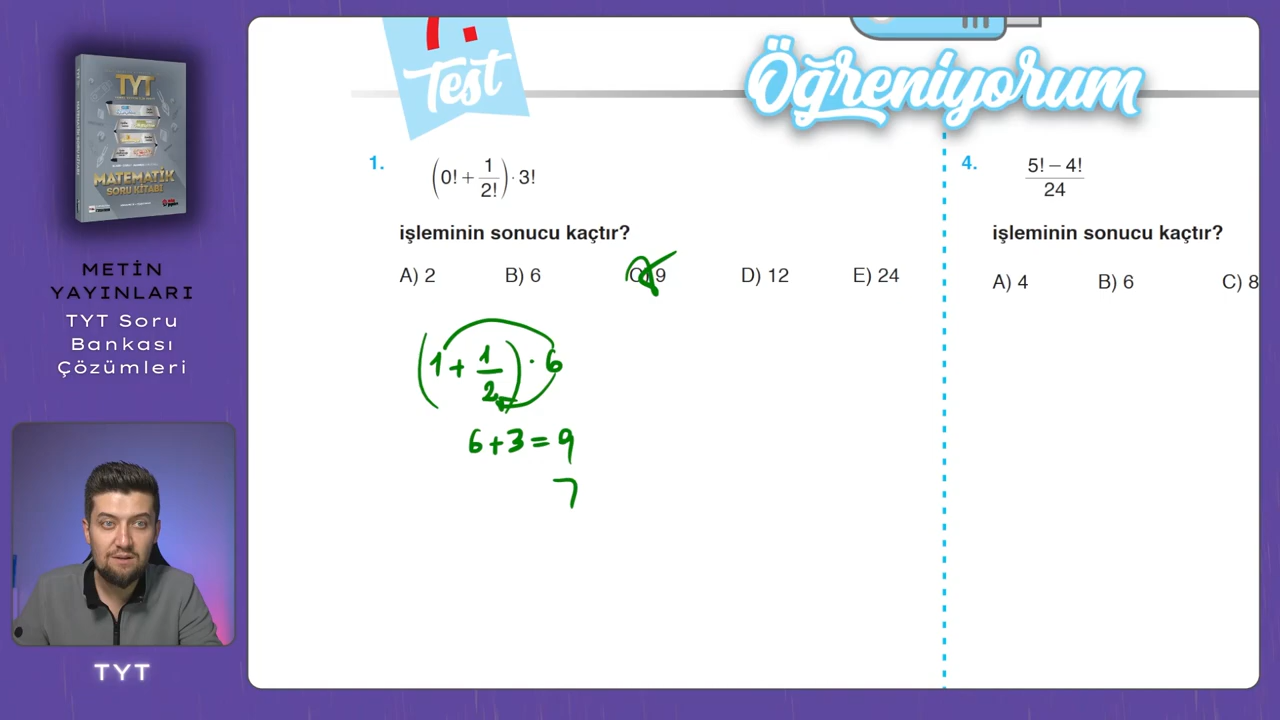 TYT
MATEMATİK
SORU KİTABI
METİN
YAYINLARI
TYT Soru
Bankası
Çözümleri
TYT
1.
Test
Öğreniyorum
1.
(0! + 1/2!) · 3!
işleminin sonucu kaçtır?
A) 2 B) 6 C) 9 D) 12 E) 24
(1 + 1/2) · 6
6+3=9
7
4.
5! – 4!
24
işleminin sonucu kaçtır?
A) 4 B) 6 C) 8